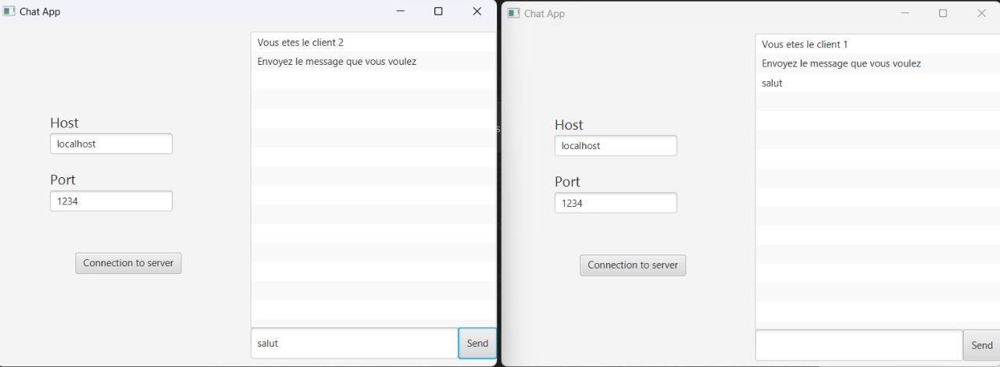 Chat App
Vous etes le client 2
Envoyez le message que vous voulez
Host
localhost
Port
1234
Connection to server
salut
Send
Chat App
Vous etes le client 1
Envoyez le message que vous voulez
salut
Host
localhost
Port
1234
Connection to server
Send